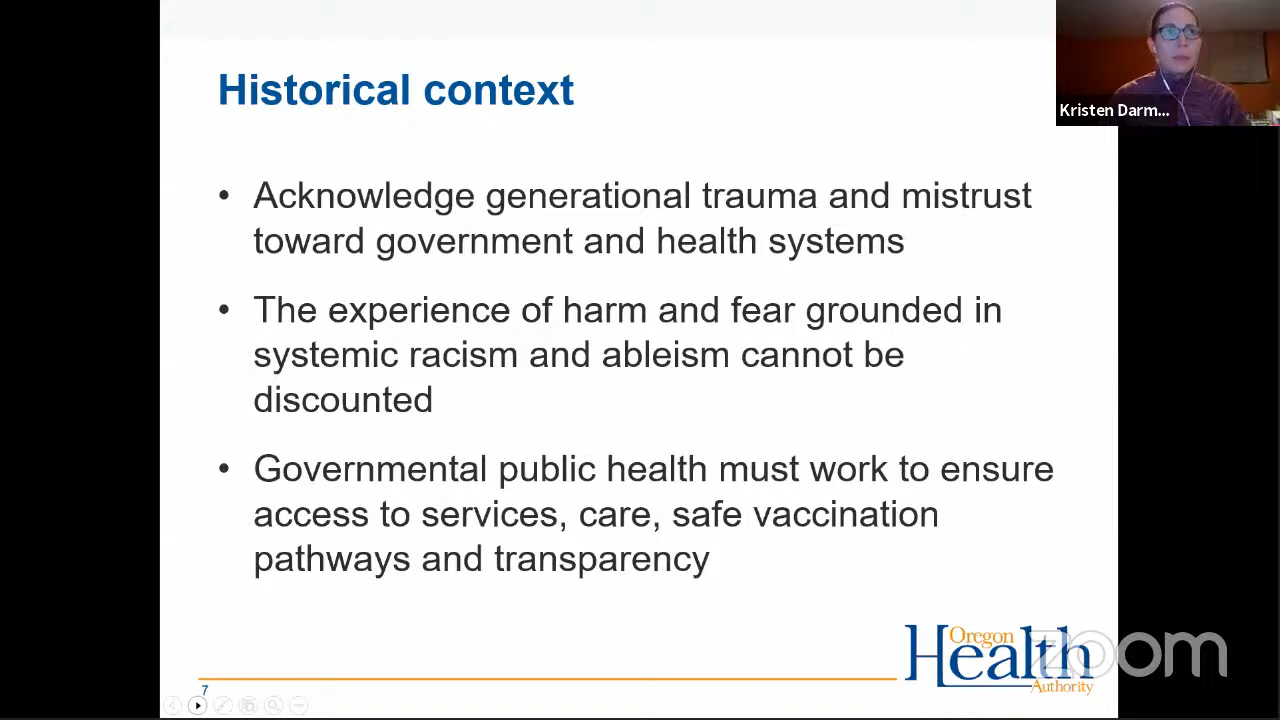 Historical context
Kristen Darm...
• Acknowledge generational trauma and mistrust
toward government and health systems
• The experience of harm and fear grounded in
systemic racism and ableism cannot be
discounted
• Governmental public health must work to ensure
access to services, care, safe vaccination
pathways and transparency
Oregon
Health
Authority
zoom
7